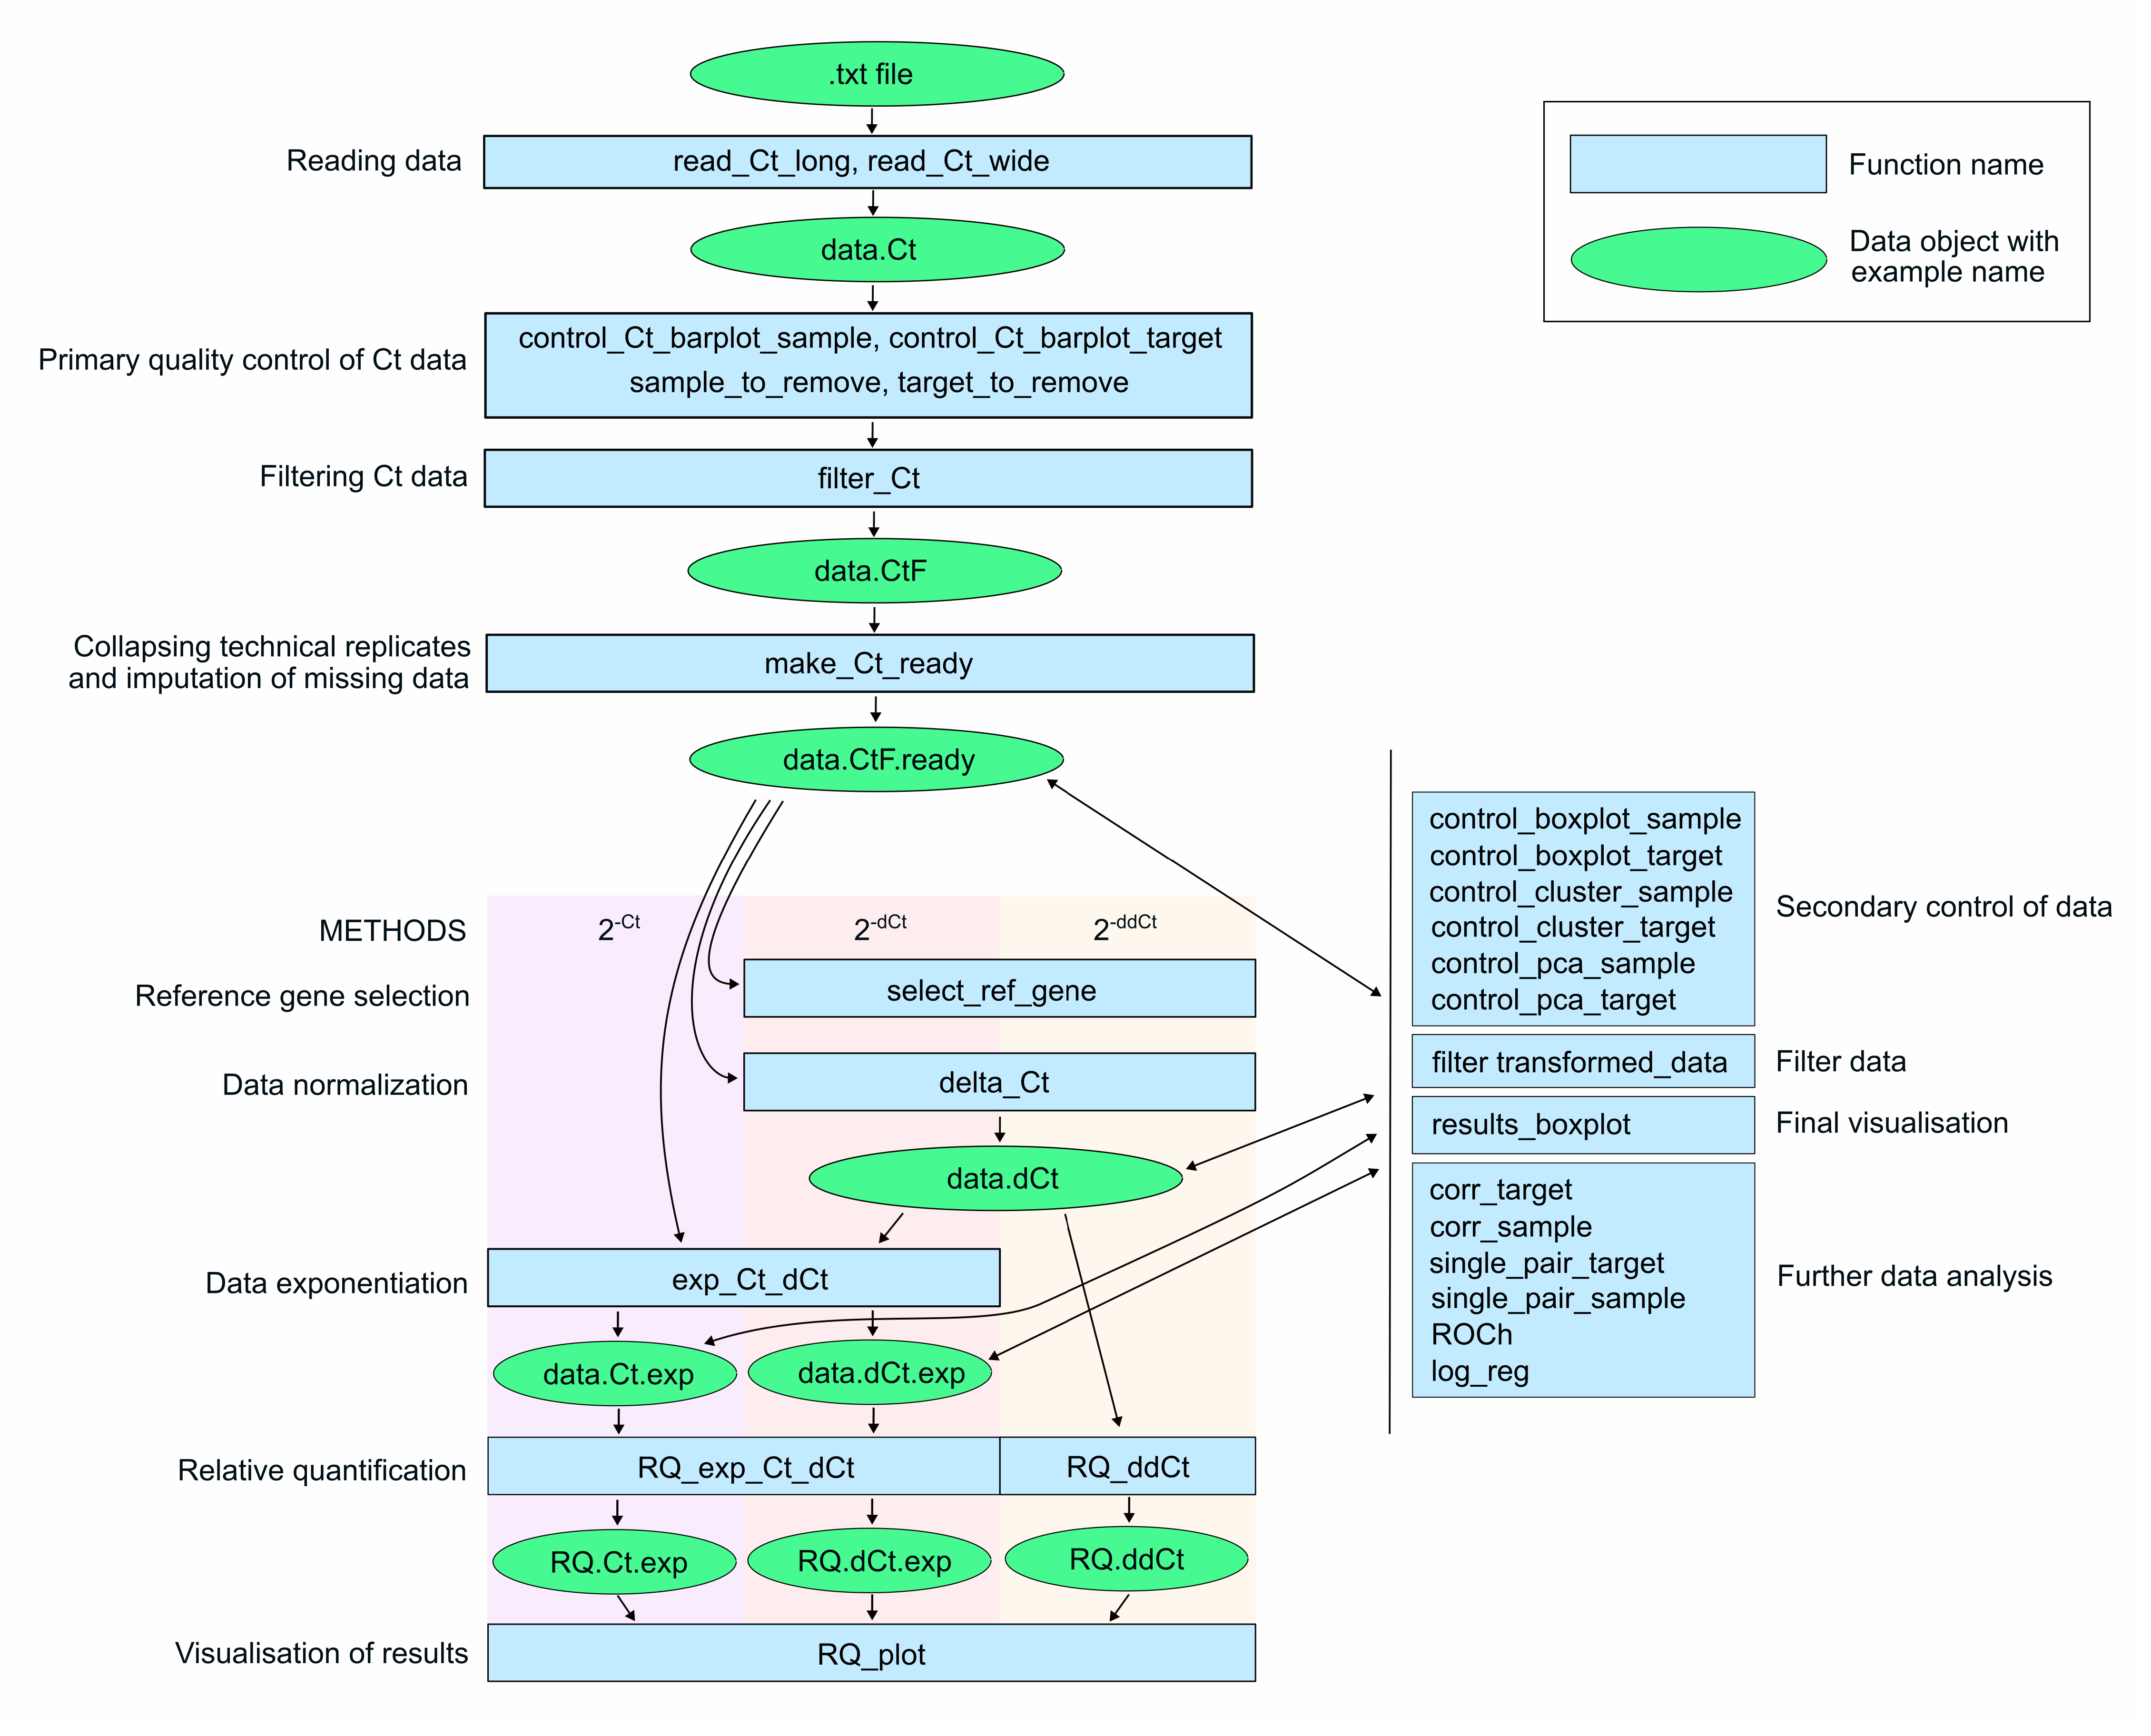 .txt file
Reading data
read_Ct_long, read_Ct_wide
data.Ct
Function name
Data object with
example name
Primary quality control of Ct data
control_Ct_barplot_sample, control_Ct_barplot_target
sample_to_remove, target_to_remove
Filtering Ct data
filter_Ct
data.CtF
Collapsing technical replicates
and imputation of missing data
make_Ct_ready
data.CtF.ready
METHODS
2-Ct
2-dCt
2-ddCt
Reference gene selection
select_ref_gene
Data normalization
delta_Ct
data.dCt
Data exponentiation
exp_Ct_dCt
data.Ct.exp
data.dCt.exp
Relative quantification
RQ_exp_Ct_dCt
RQ_ddCt
RQ.Ct.exp
RQ.dCt.exp
RQ.ddCt
Visualisation of results
RQ_plot
control_boxplot_sample
control_boxplot_target
control_cluster_sample
control_cluster_target
control_pca_sample
control_pca_target
Secondary control of data
filter transformed_data
Filter data
results_boxplot
Final visualisation
corr_target
corr_sample
single_pair_target
single_pair_sample
ROCh
log_reg
Further data analysis